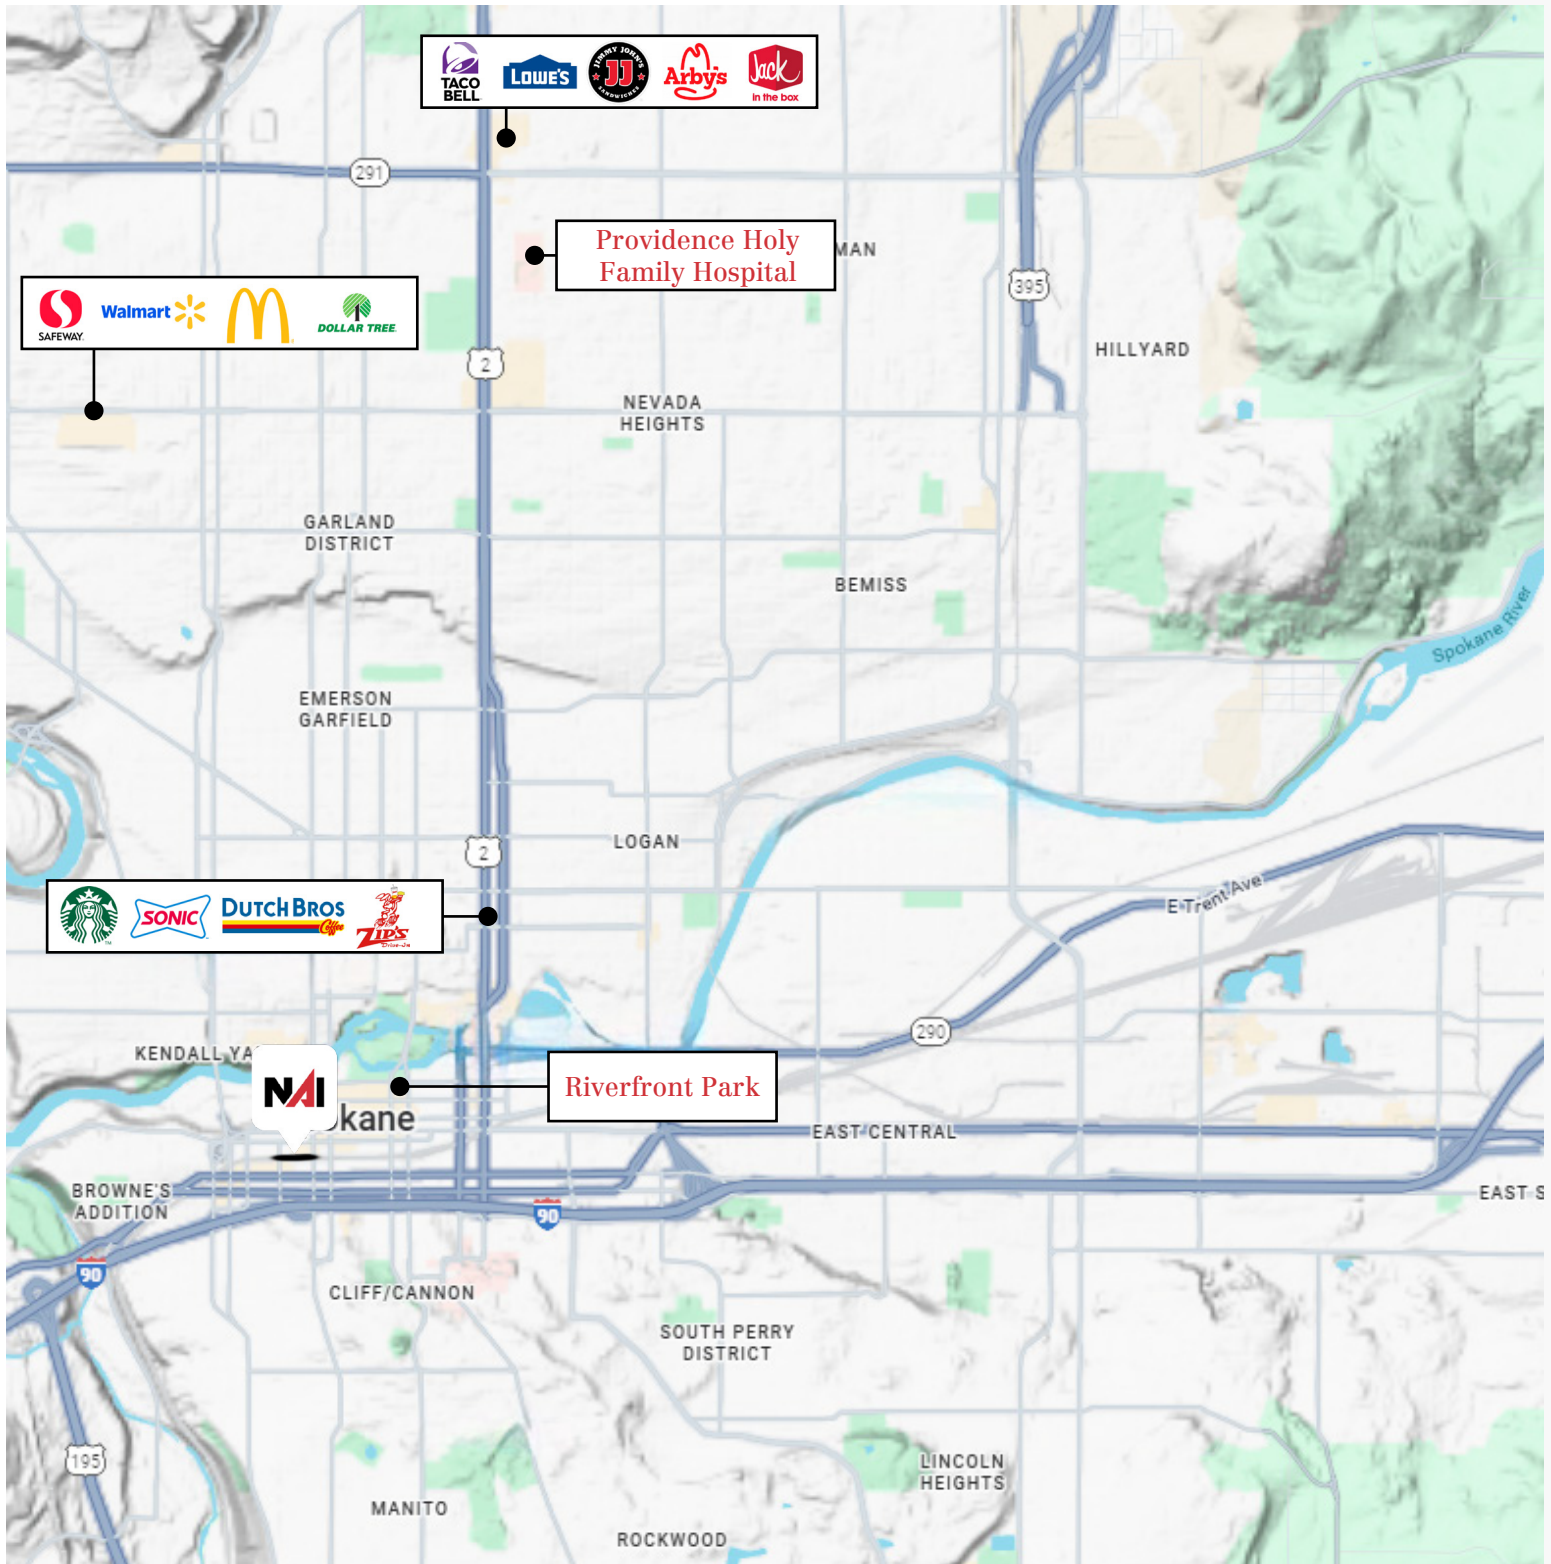 TACO
BELL
LOWE'S
JIMMY JOHN'S
JJ
SANDWICHES
Arby's
Jack
in the box
291
Providence Holy
Family Hospital
MAN
395
SAFEWAY
Walmart
DOLLAR TREE
HILLYARD
2
NEVADA
HEIGHTS
GARLAND
DISTRICT
BEMISS
Spokane River
EMERSON
GARFIELD
LOGAN
2
E Trent Ave
SONIC
DUTCH BROS
Coffee
ZIP'S
Drive-In
290
KENDALL YA
NAI
Riverfront Park
kane
EAST CENTRAL
BROWNE'S
ADDITION
EAST S
90
90
CLIFF/CANNON
SOUTH PERRY
DISTRICT
195
LINCOLN
HEIGHTS
MANITO
ROCKWOOD